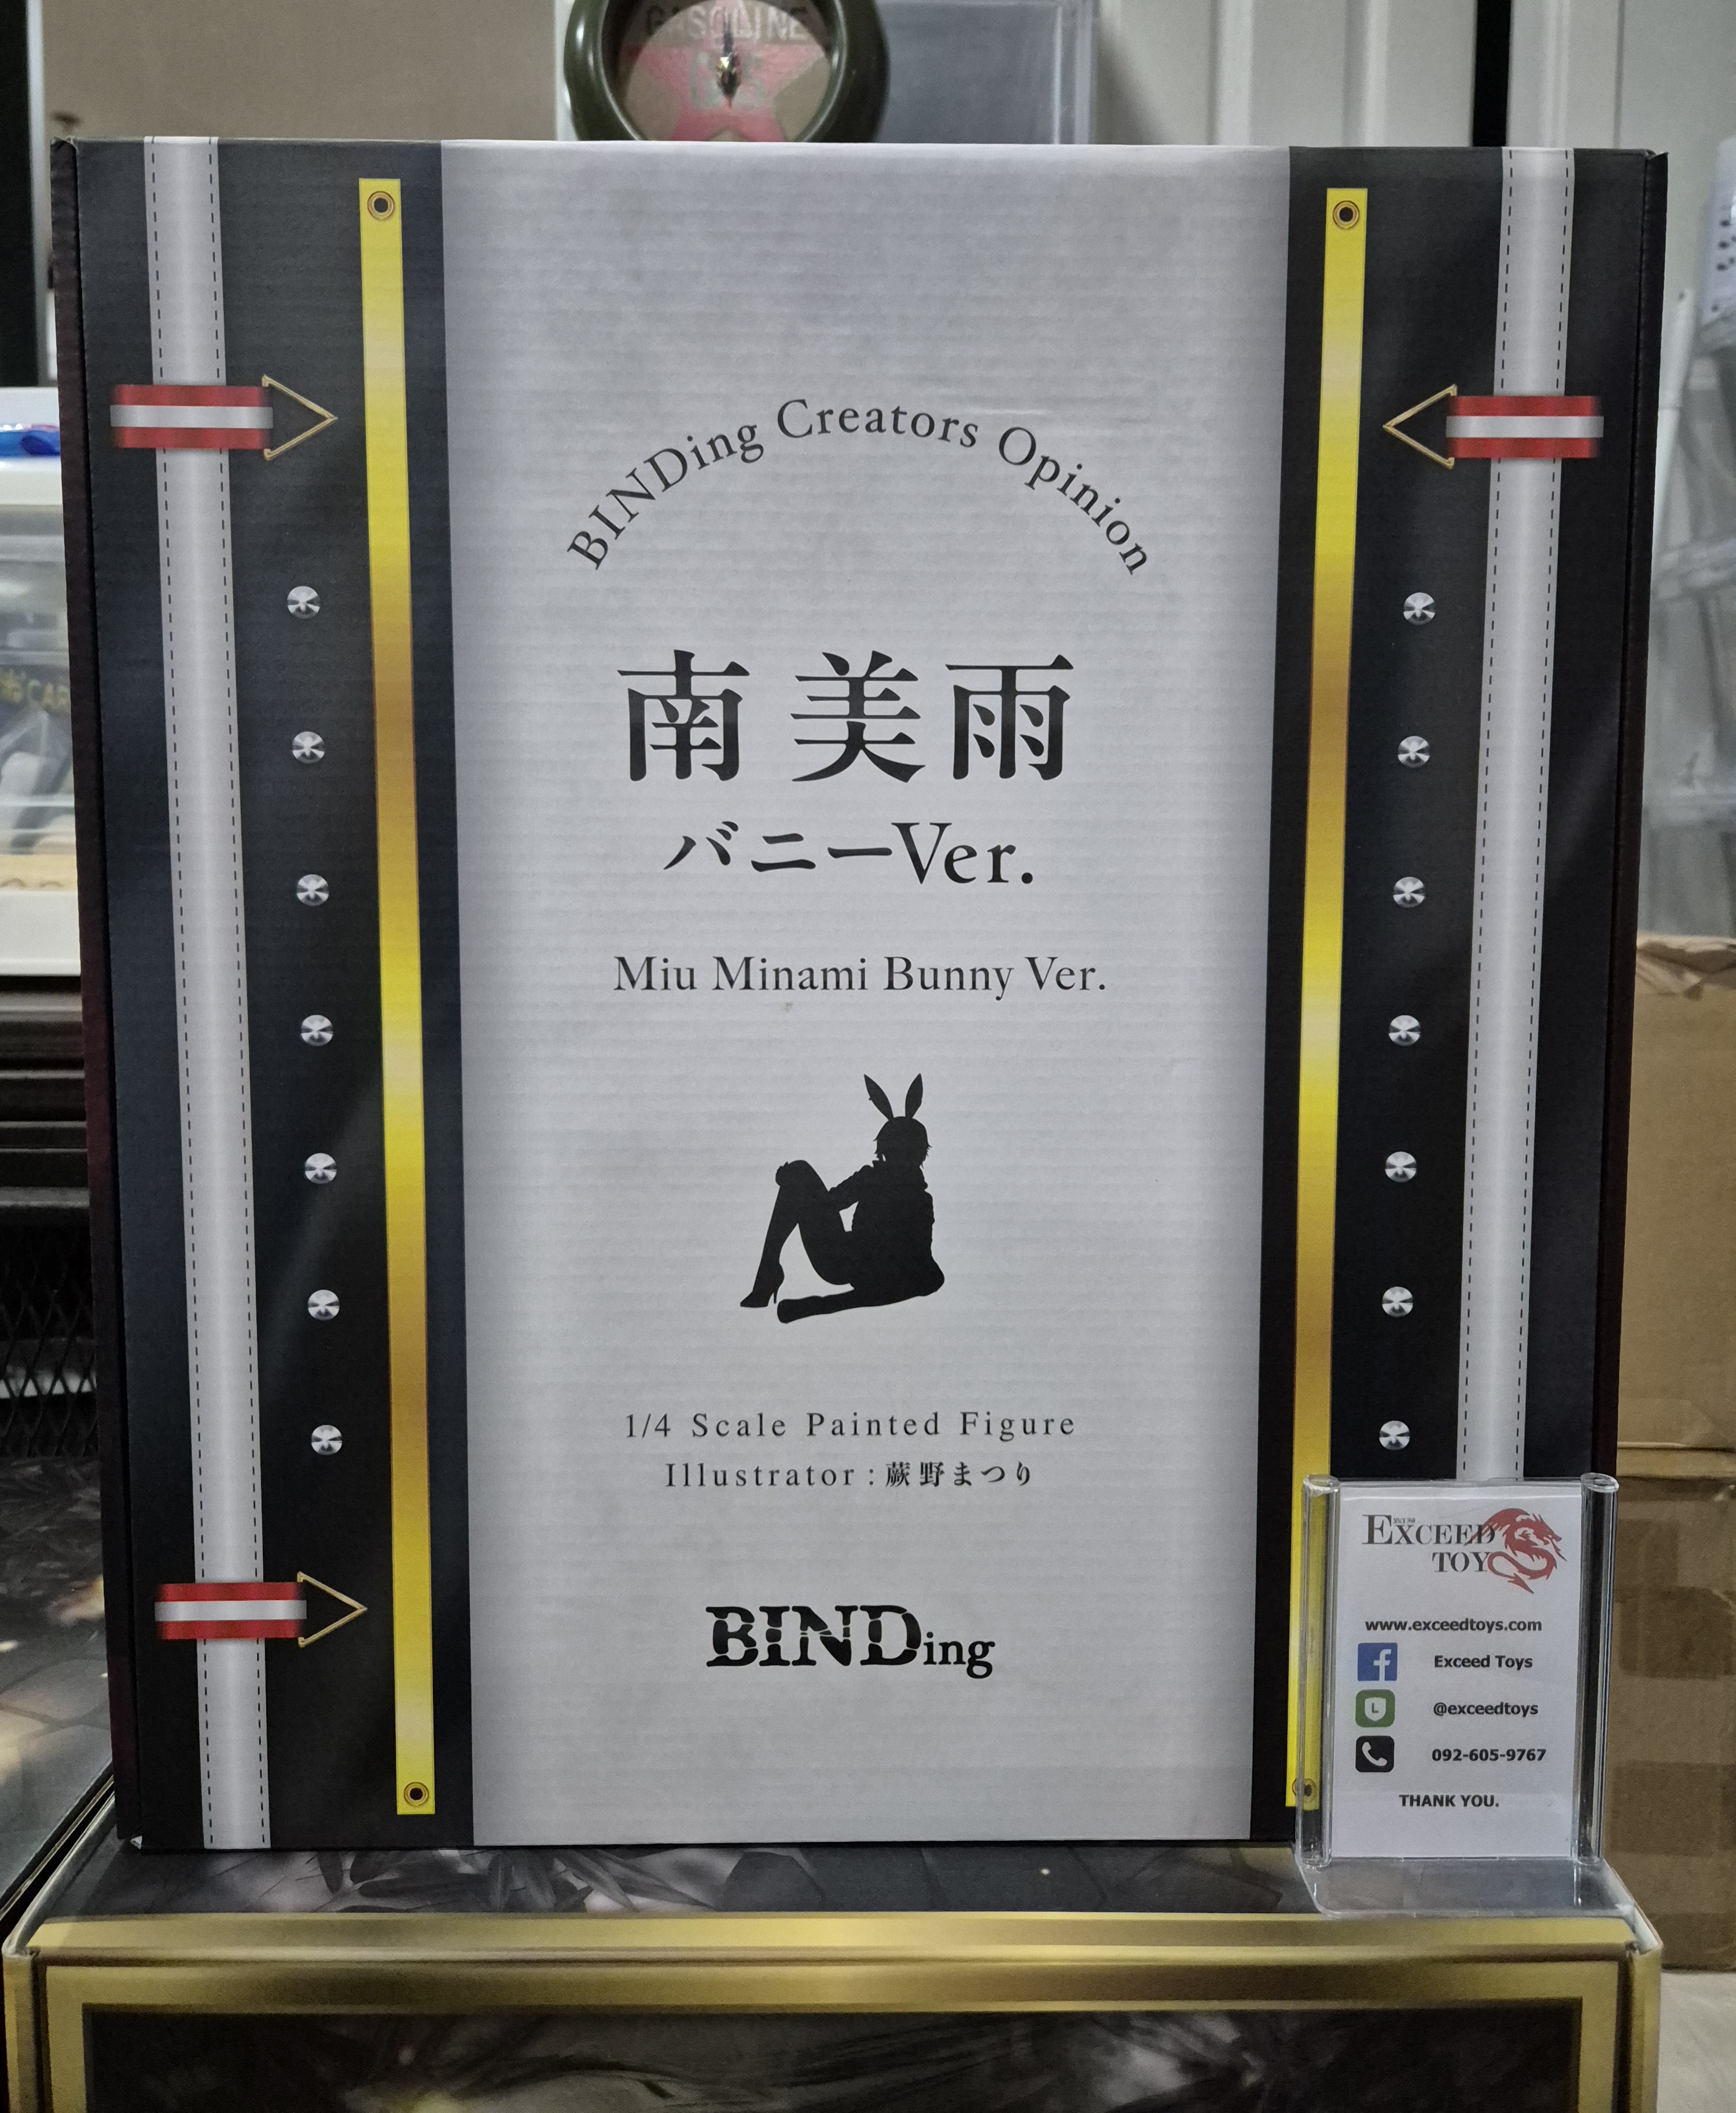 GASOLINE
BINDing Creators Opinion
南美雨
バニーVer.
Miu Minami Bunny Ver.
1/4 Scale Painted Figure
Illustrator : 蕨野まつり
BINDing
EXCEED
TOYS
www.exceedtoys.com
Exceed Toys
@exceedtoys
092-605-9767
THANK YOU.